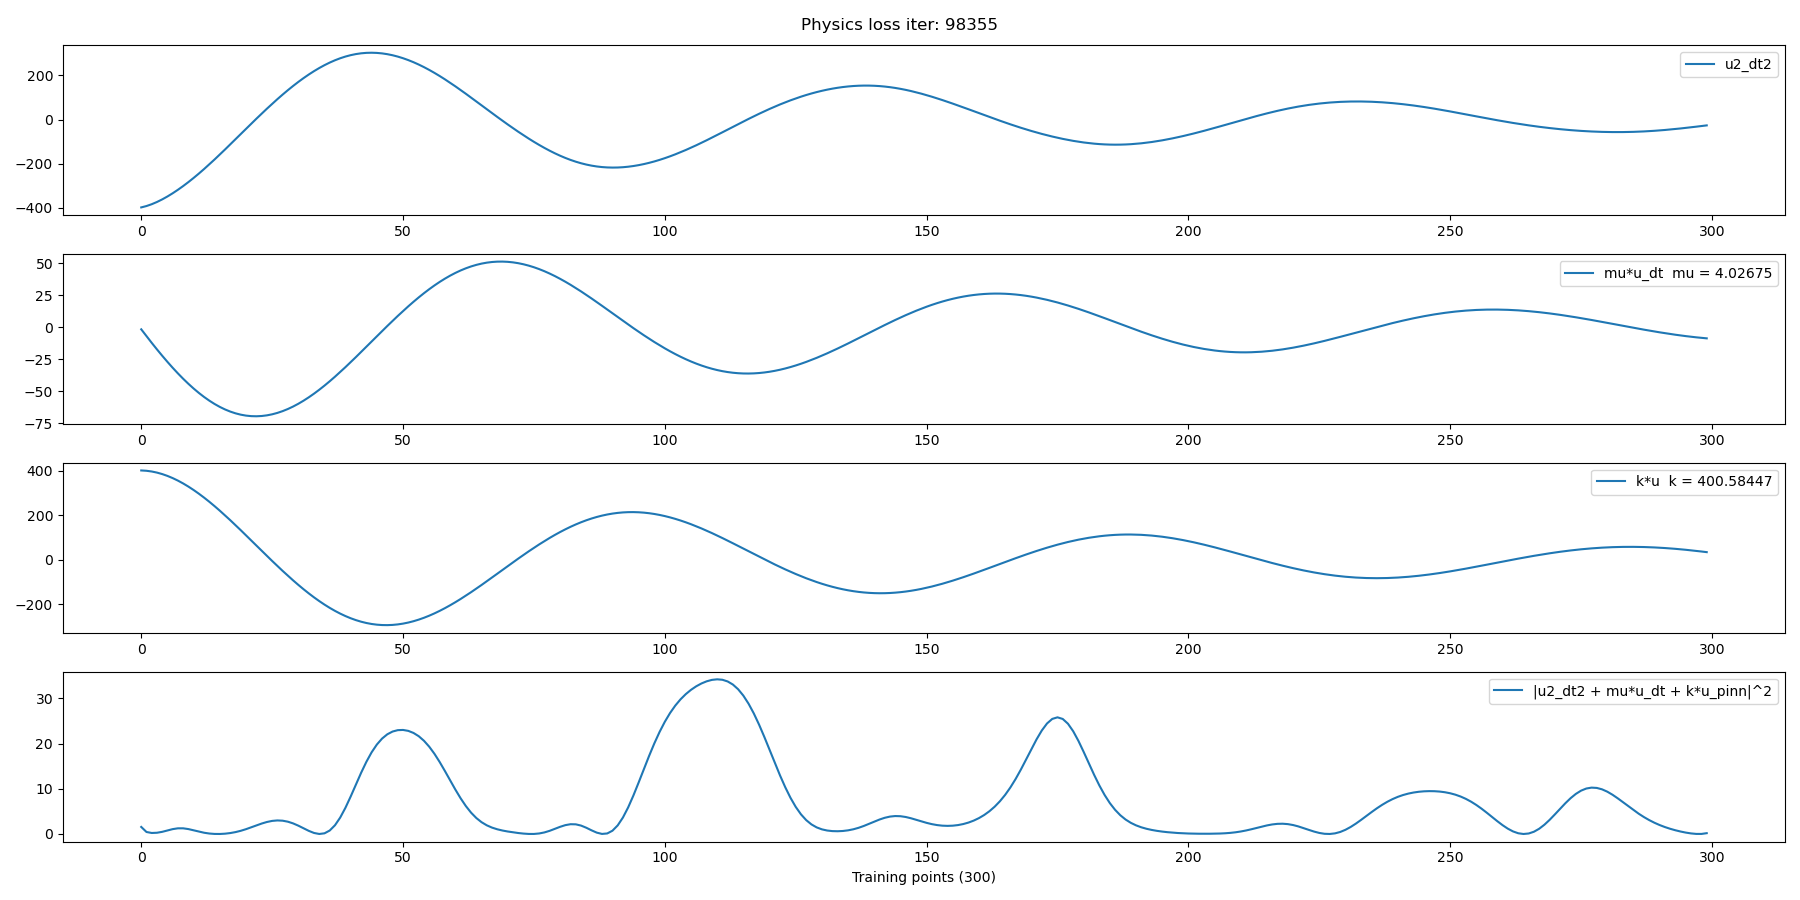 Physics loss iter: 98355
u2_dt2
200
0
−200
−400
0 50 100 150 200 250 300
mu*u_dt mu = 4.02675
50
25
0
−25
−50
−75
0 50 100 150 200 250 300
k*u k = 400.58447
400
200
0
−200
0 50 100 150 200 250 300
|u2_dt2 + mu*u_dt + k*u_pinn|^2
30
20
10
0
0 50 100 150 200 250 300
Training points (300)